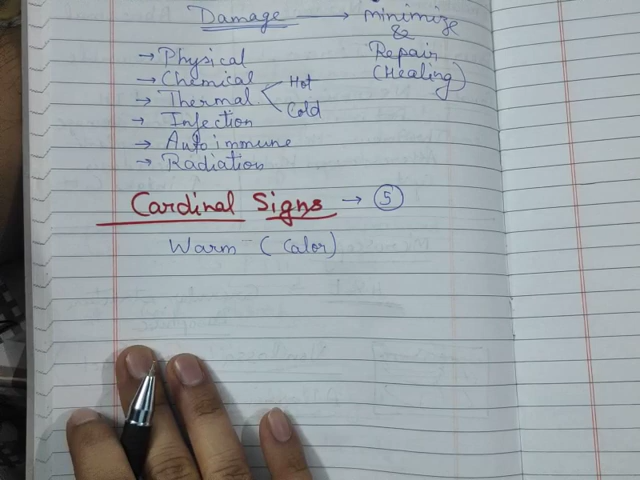 Damage → minimize
&
→ Physical Repair
→ Chemical (Healing)
→ Thermal < Hot
Cold
→ Infection
→ Autoimmune
→ Radiation
Cardinal Signs → 5
Warm - (Calor)